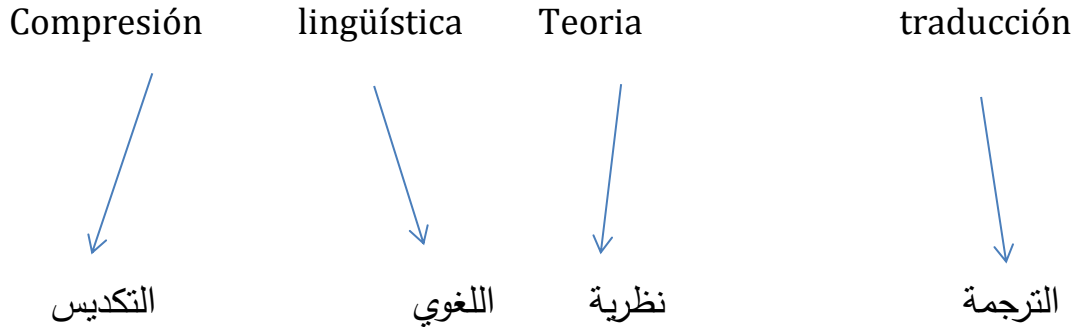 Compresión lingüística Teoria traducción
التكديس اللغوي نظرية الترجمة